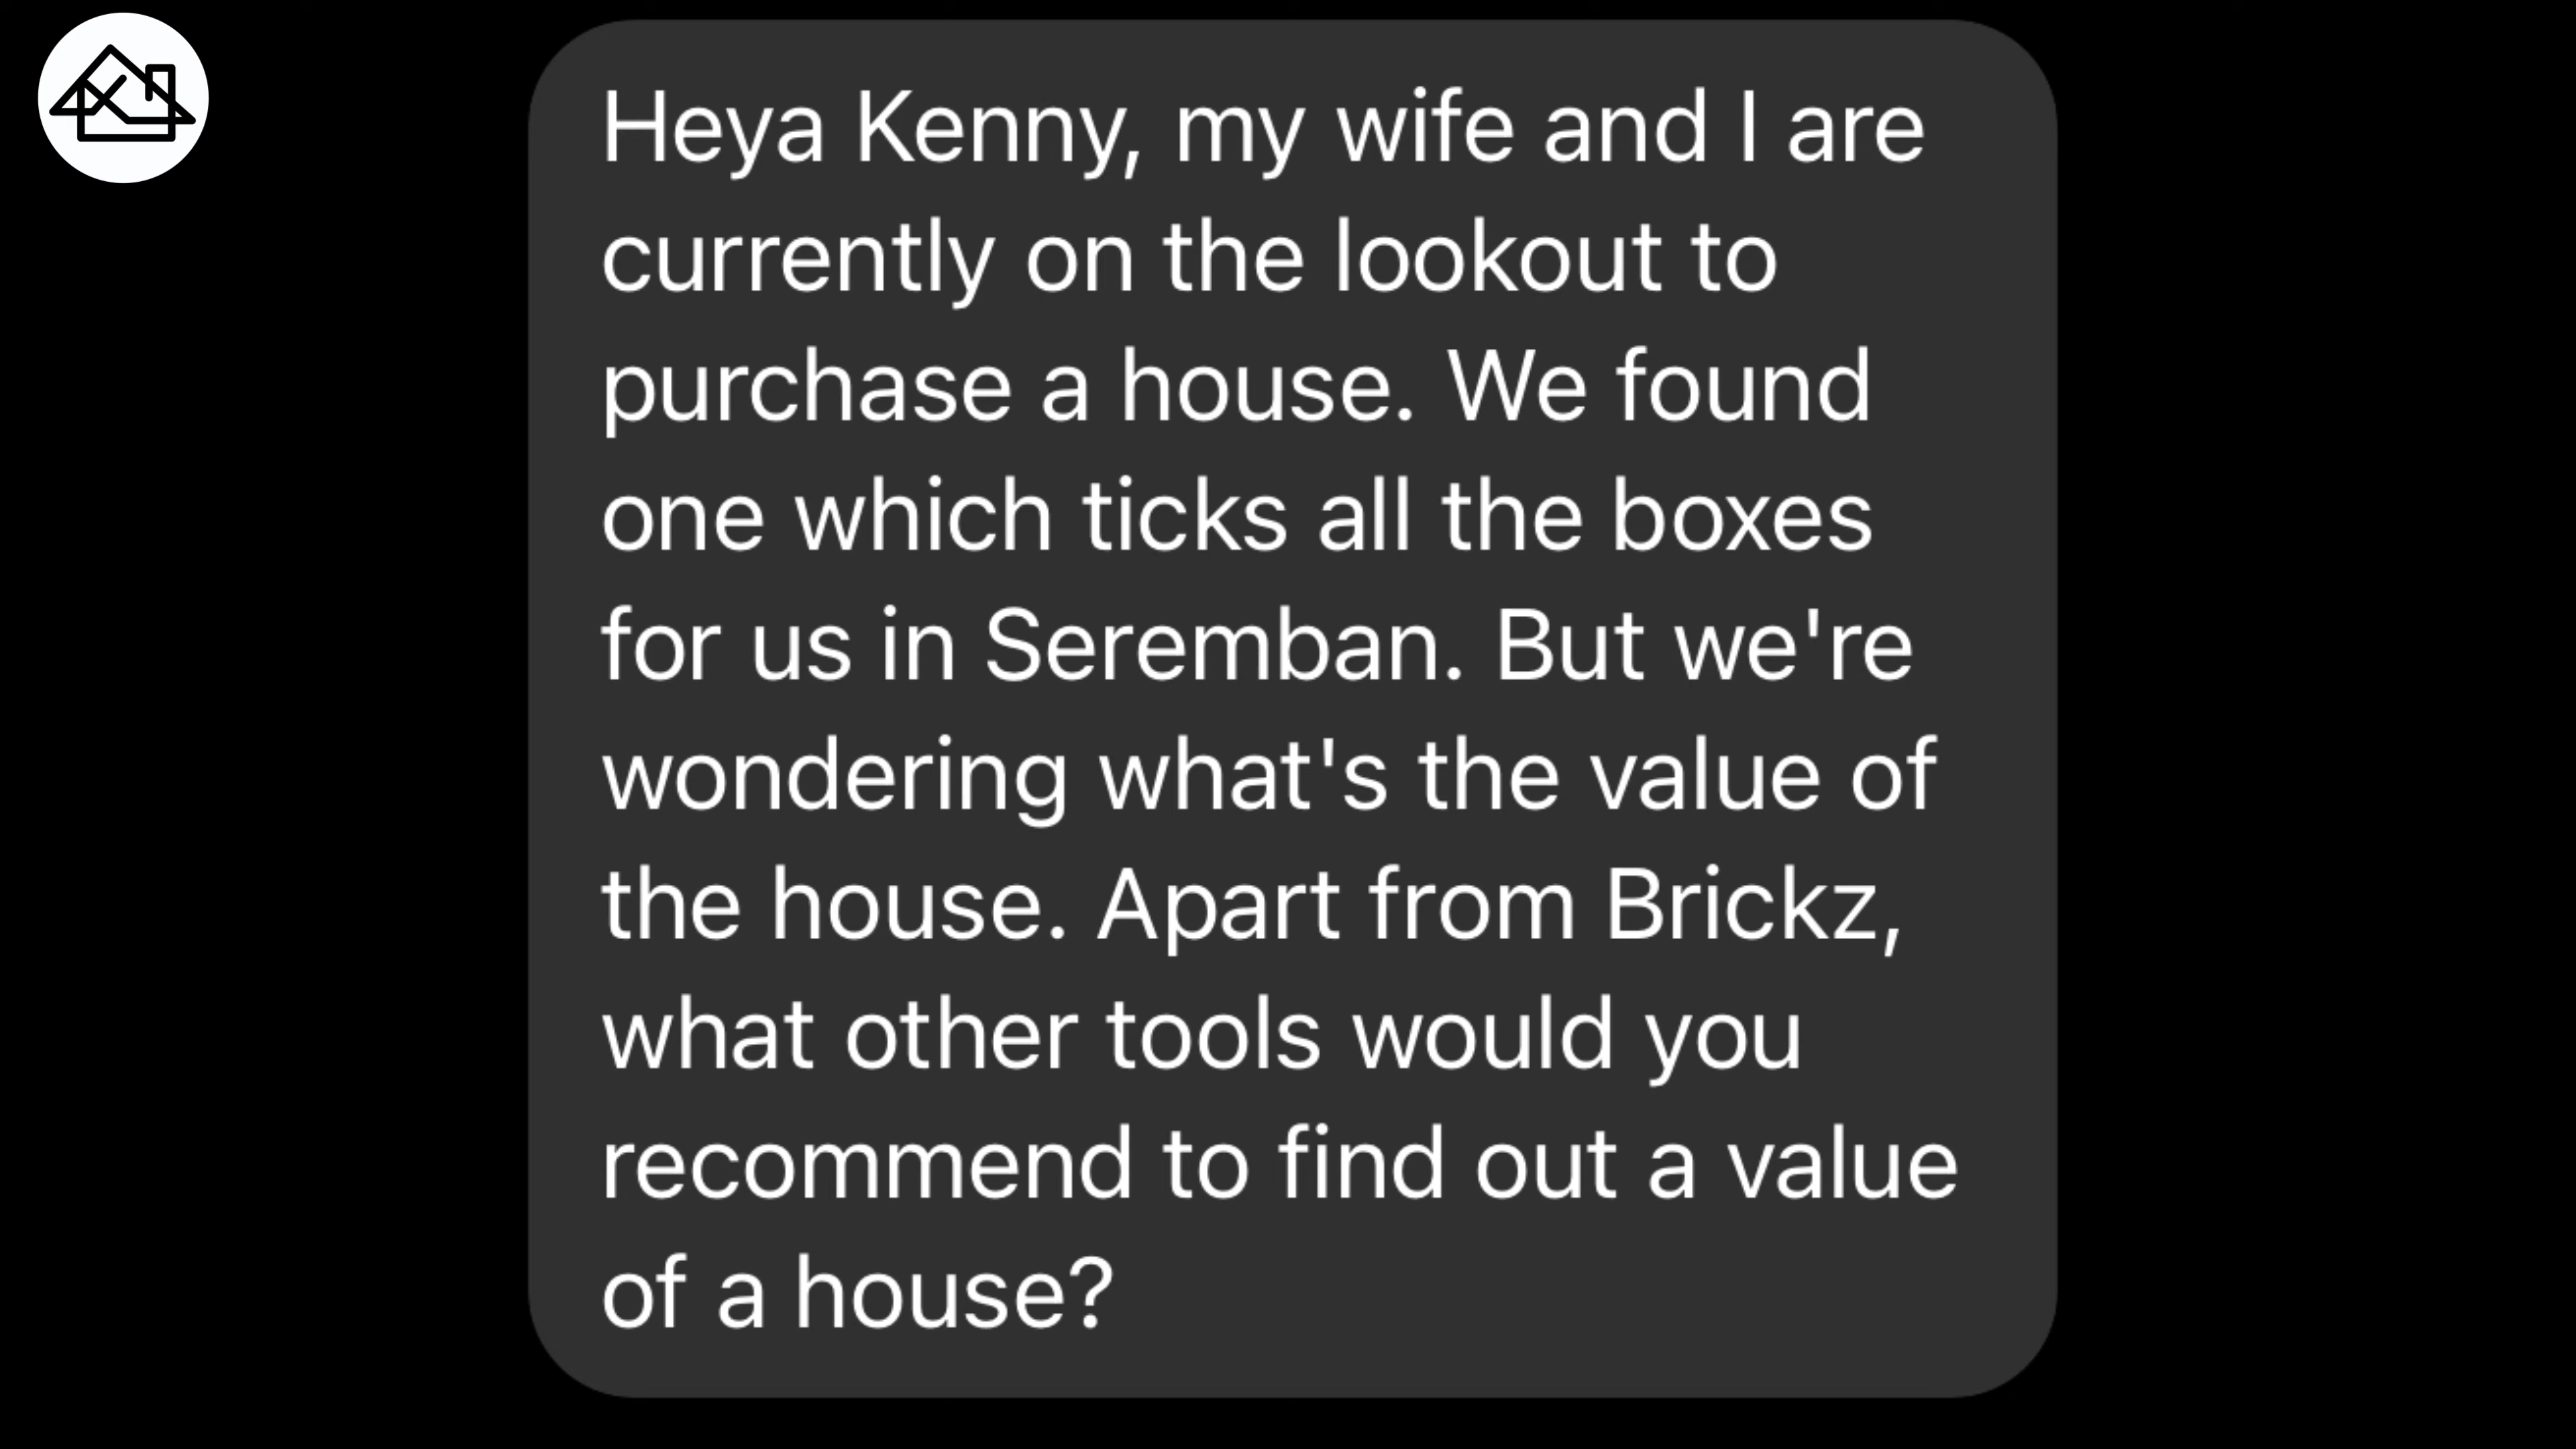 Heya Kenny, my wife and I are
currently on the lookout to
purchase a house. We found
one which ticks all the boxes
for us in Seremban. But we're
wondering what's the value of
the house. Apart from Brickz,
what other tools would you
recommend to find out a value
of a house?